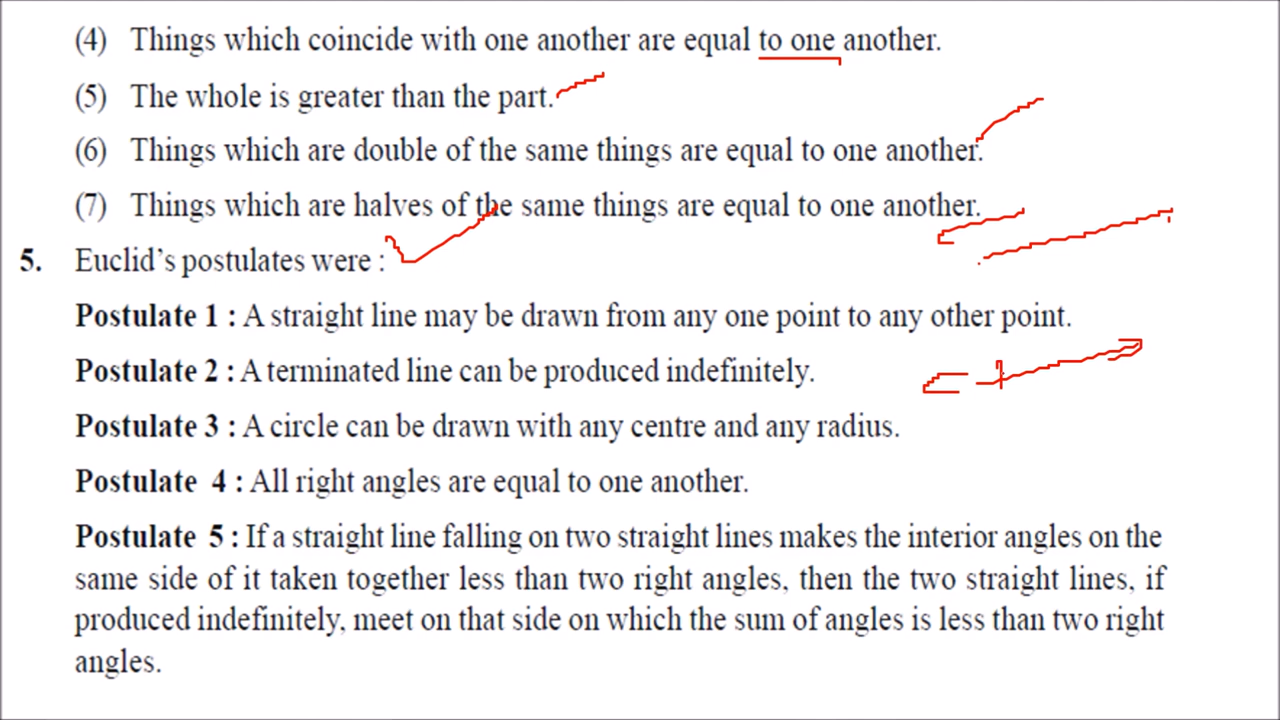 (4) Things which coincide with one another are equal to one another.
(5) The whole is greater than the part.
(6) Things which are double of the same things are equal to one another.
(7) Things which are halves of the same things are equal to one another.
5. Euclid's postulates were :
Postulate 1 : A straight line may be drawn from any one point to any other point.
Postulate 2 : A terminated line can be produced indefinitely.
Postulate 3 : A circle can be drawn with any centre and any radius.
Postulate 4 : All right angles are equal to one another.
Postulate 5 : If a straight line falling on two straight lines makes the interior angles on the
same side of it taken together less than two right angles, then the two straight lines, if
produced indefinitely, meet on that side on which the sum of angles is less than two right
angles.